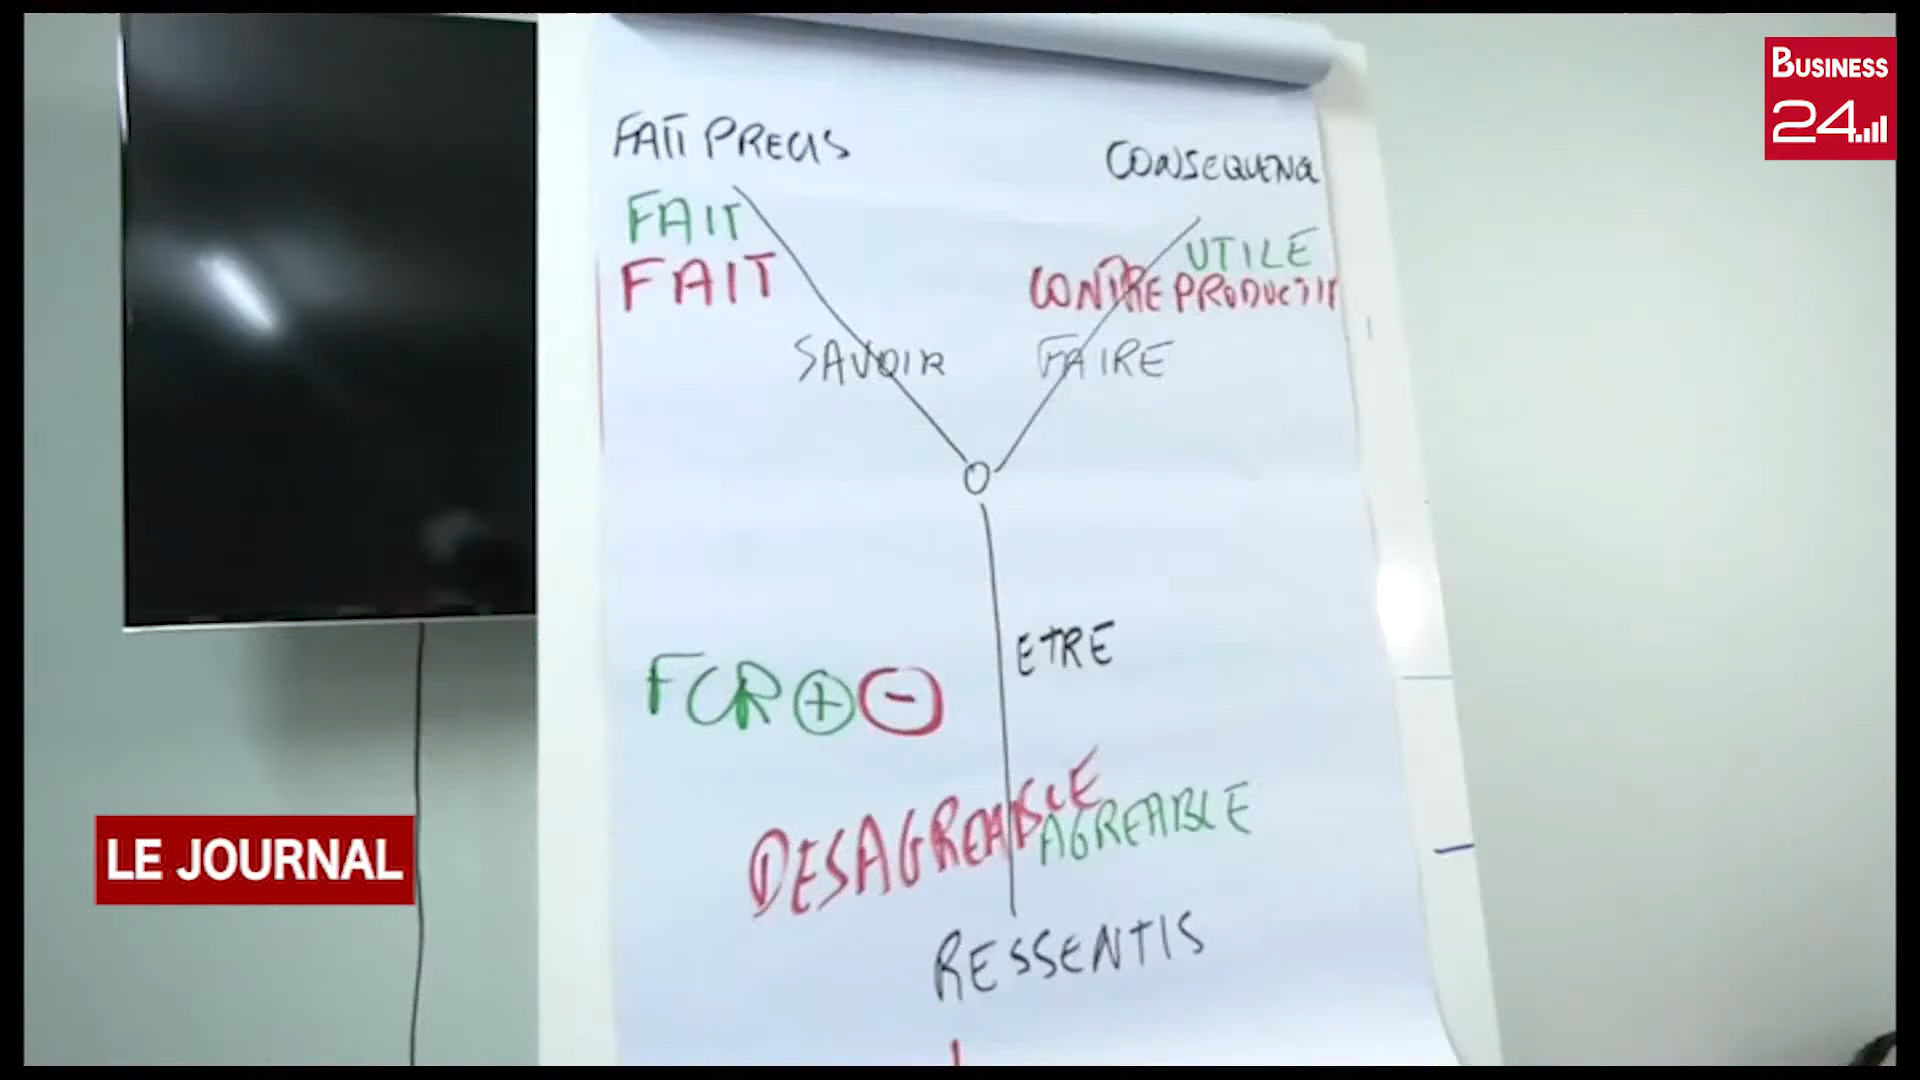 BUSINESS
24
FAIT PRECIS
CONSEQUENCE
FAIT
UTILE
FAIT
CONTRE PRODUCTIF
SAVOIR
FAIRE
ETRE
FCR + -
DESAGREABLE
AGREABLE
LE JOURNAL
RESSENTIS